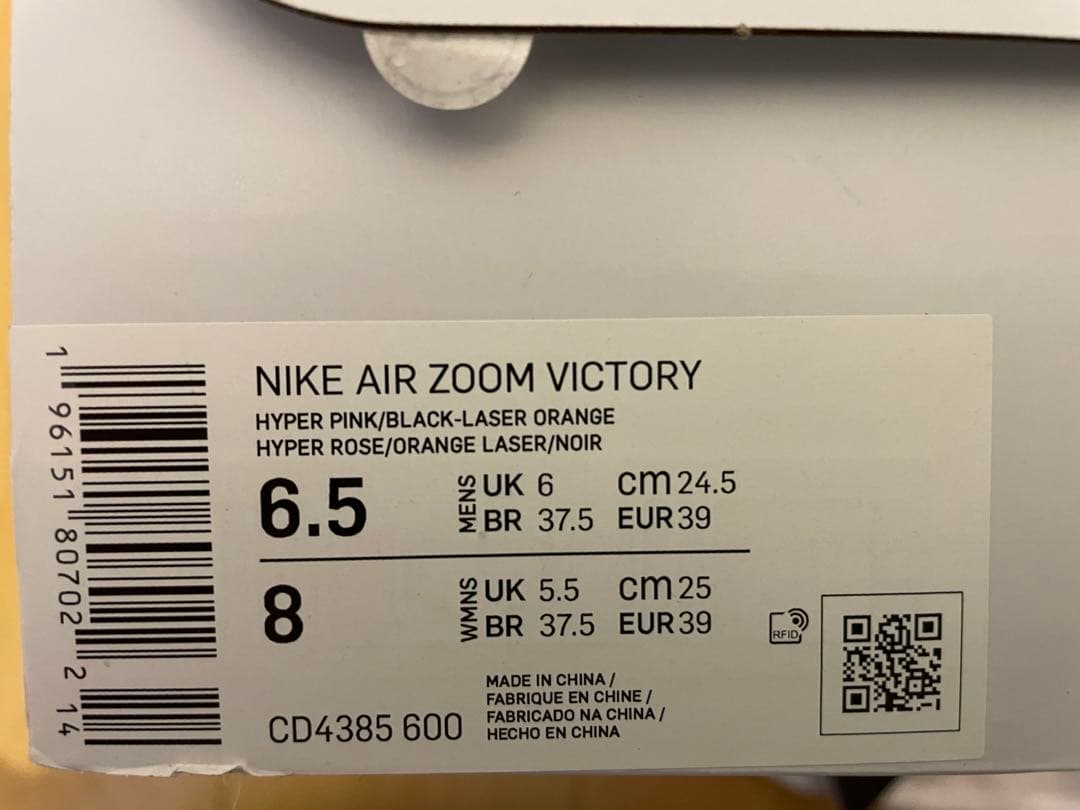 NIKE AIR ZOOM VICTORY
HYPER PINK/BLACK-LASER ORANGE
HYPER ROSE/ORANGE LASER/NOIR
6.5
MENS
UK 6 cm 24.5
BR 37.5 EUR 39
8
WMNS
UK 5.5 cm 25
BR 37.5 EUR 39
RFID
CD4385 600
MADE IN CHINA /
FABRIQUE EN CHINE /
FABRICADO NA CHINA /
HECHO EN CHINA
1 96151 80702 2 14